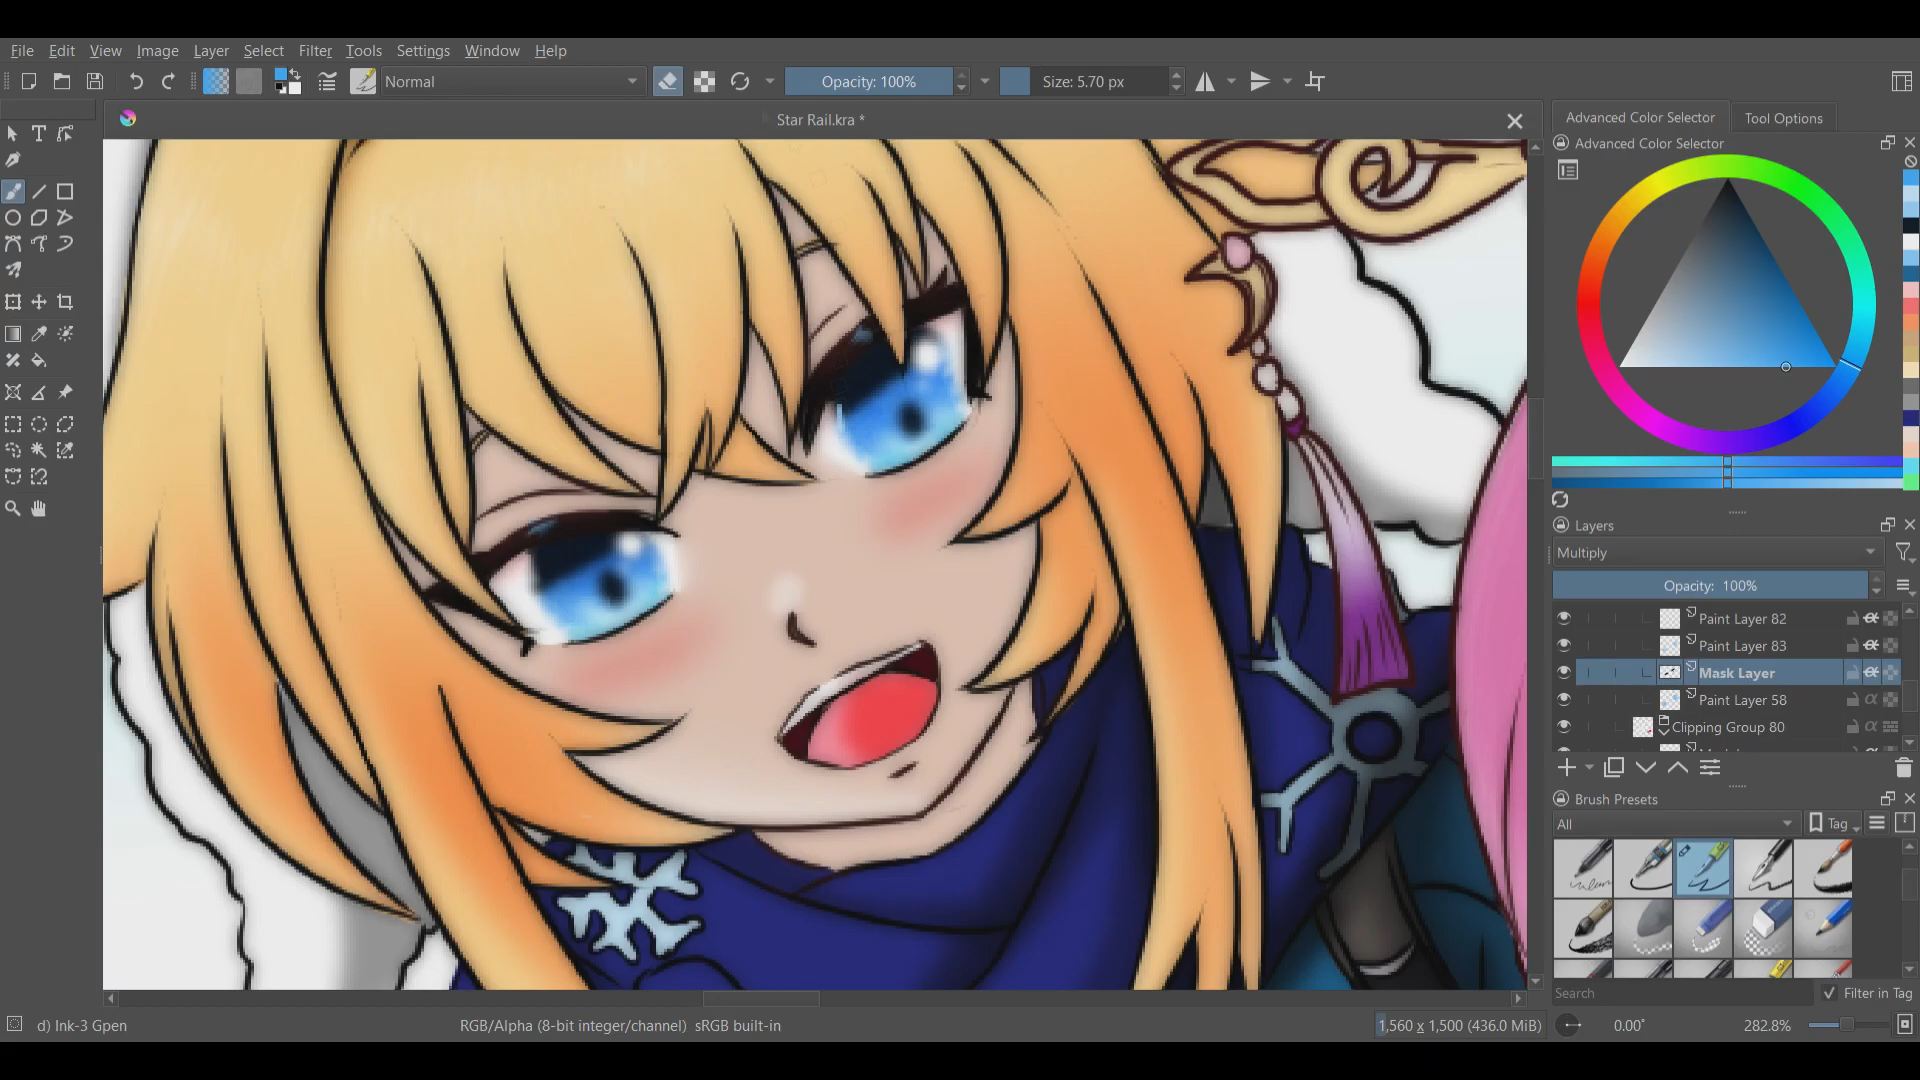 File Edit View Image Layer Select Filter Tools Settings Window Help
Normal Opacity: 100% Size: 5.70 px
Star Rail.kra *
Advanced Color Selector Tool Options
Advanced Color Selector
Layers
Multiply
Opacity: 100%
Paint Layer 82
Paint Layer 83
Mask Layer
Paint Layer 58
Clipping Group 80
Brush Presets
All Tag
Search Filter in Tag
d) Ink-3 Gpen RGB/Alpha (8-bit integer/channel) sRGB built-in 1,560 x 1,500 (436.0 MiB) 0.00° 282.8%